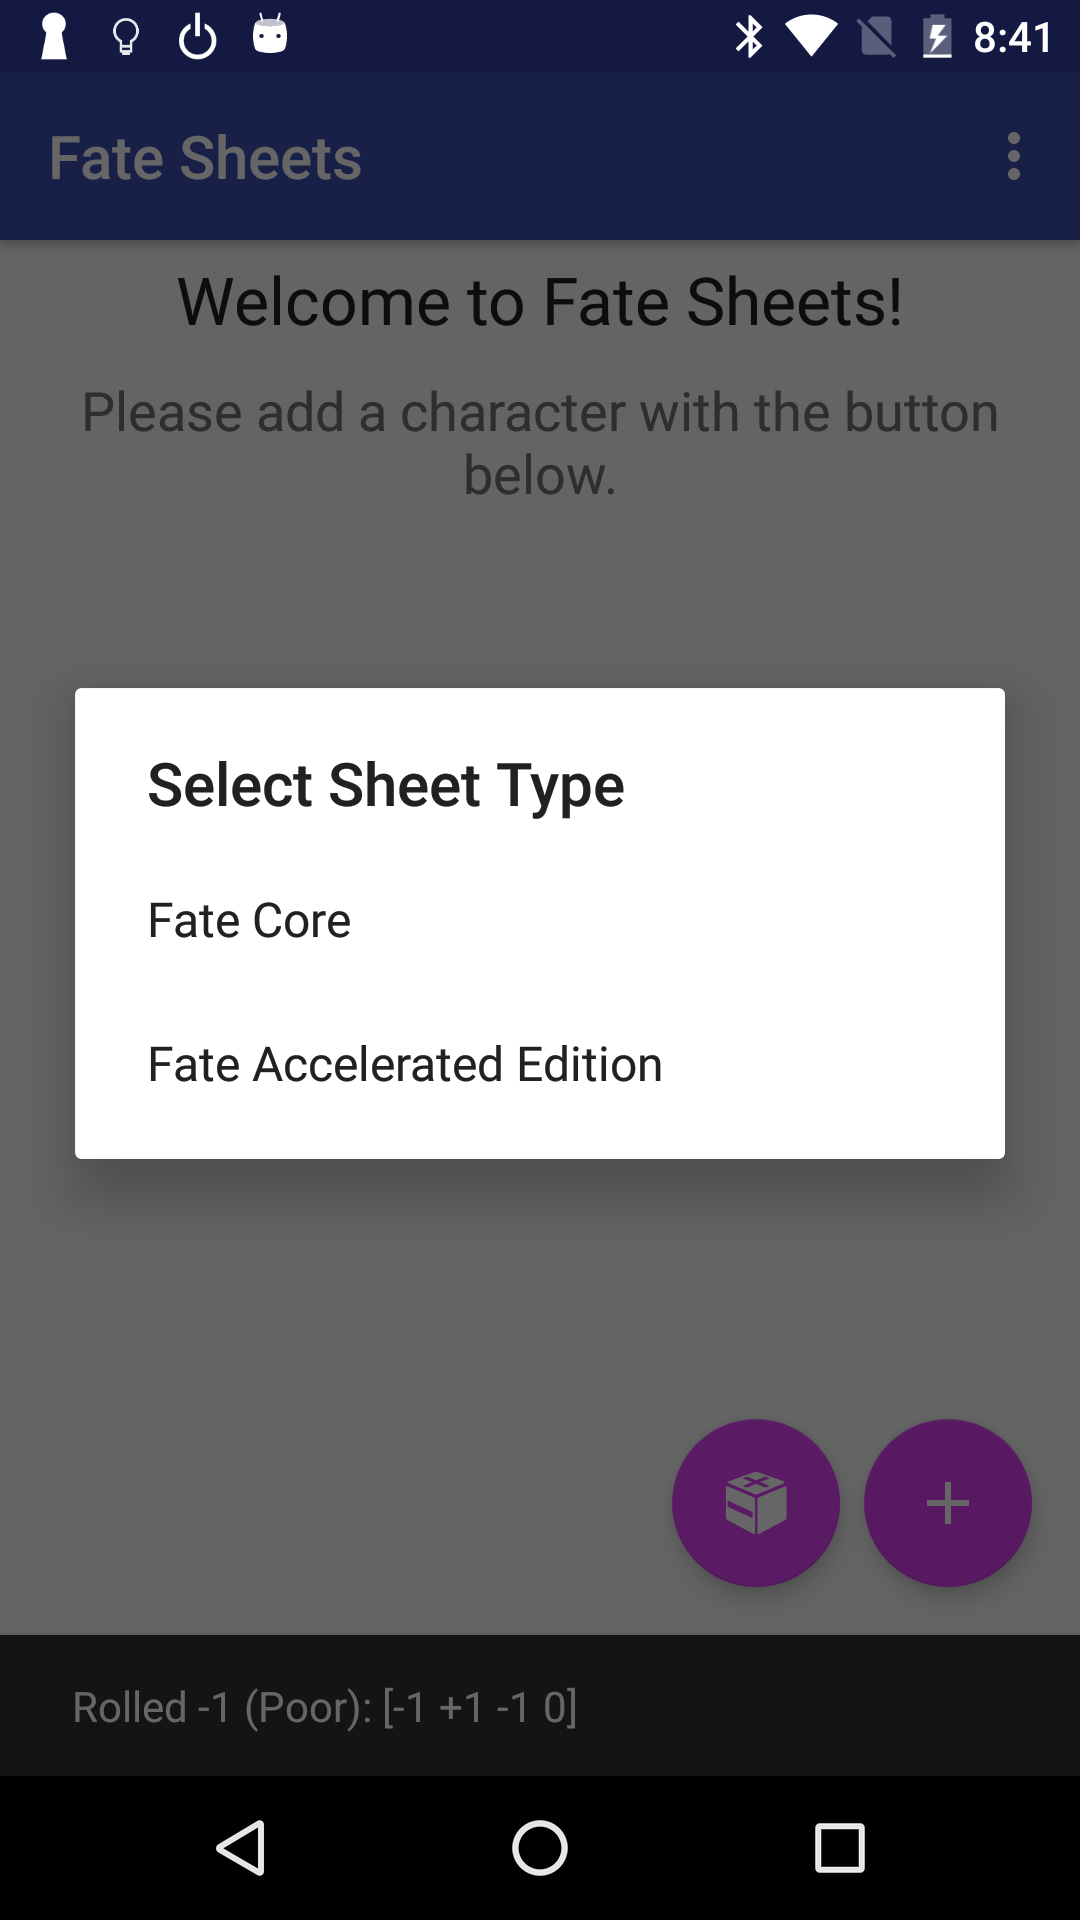 8:41
Fate Sheets
Welcome to Fate Sheets!
Please add a character with the button
below.
Select Sheet Type
Fate Core
Fate Accelerated Edition
Rolled -1 (Poor): [-1 +1 -1 0]